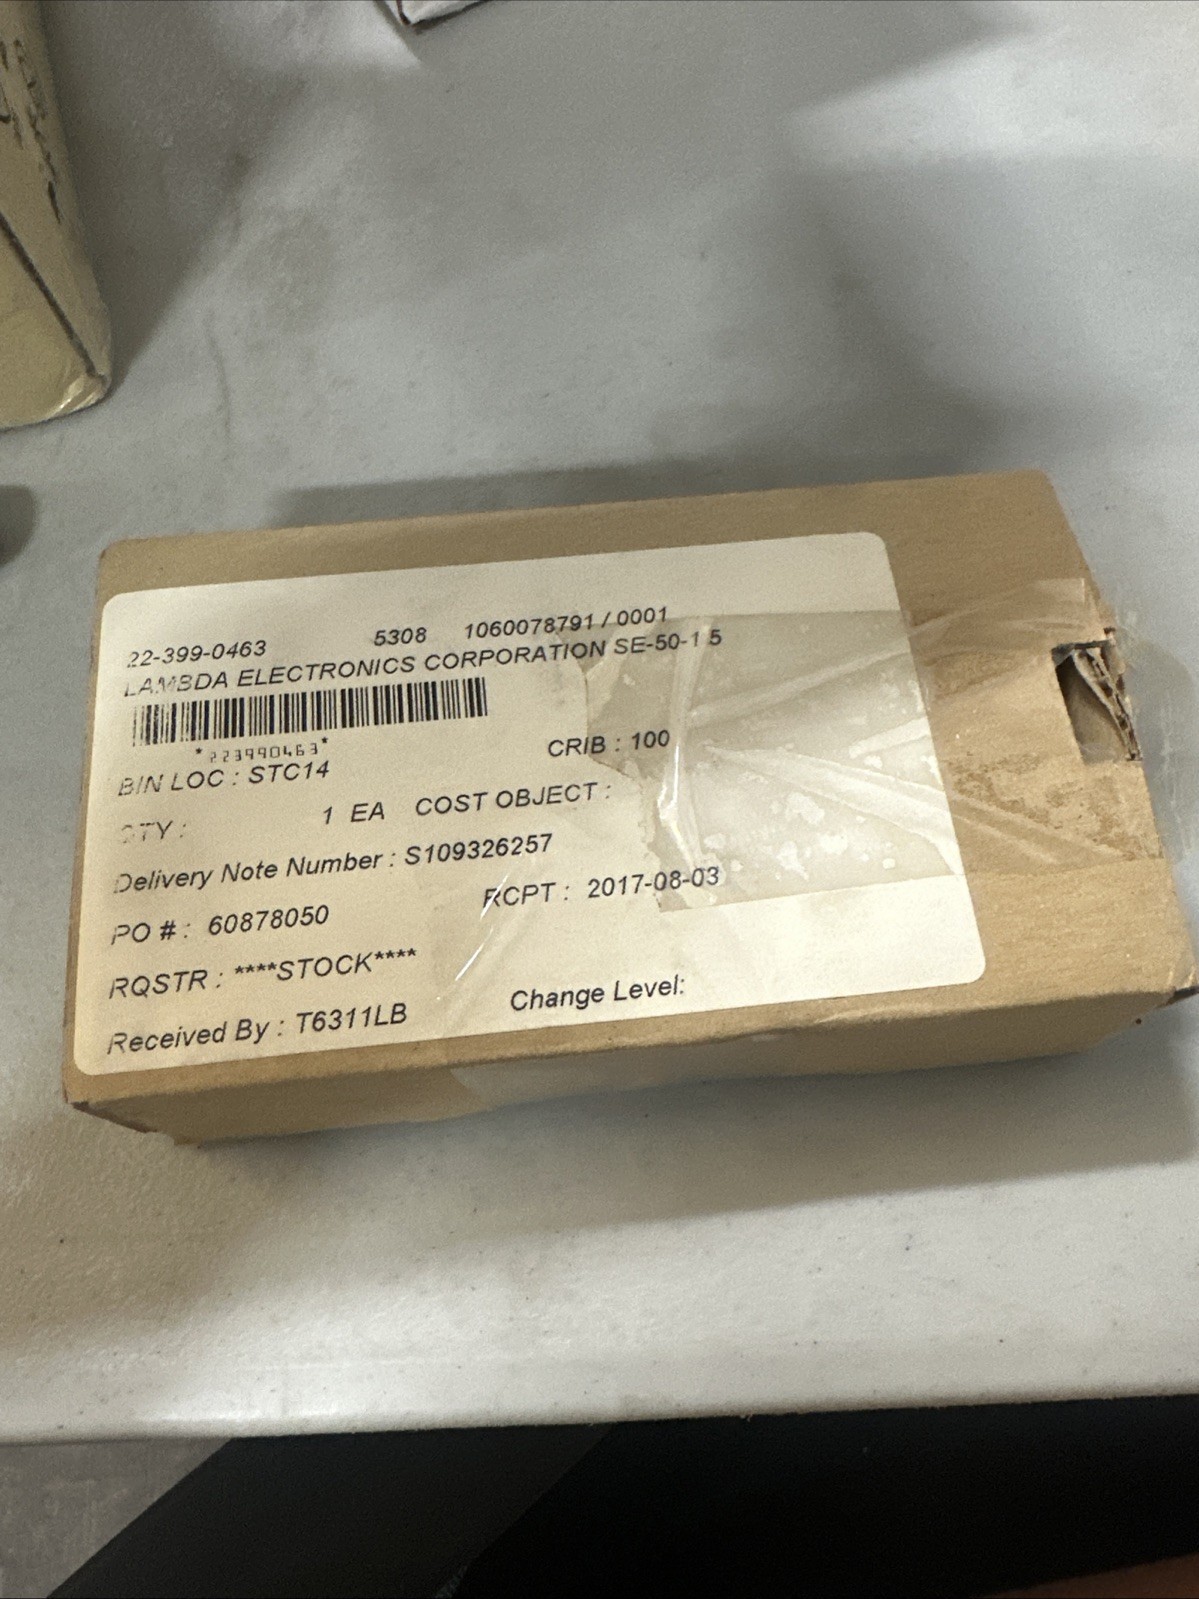 22-399-0463 5308 1060078791 / 0001
LAMBDA ELECTRONICS CORPORATION SE-50-1 5
*223990463*
BIN LOC : STC14 CRIB : 100
QTY : 1 EA COST OBJECT :
Delivery Note Number : S109326257
PO # : 60878050 RCPT : 2017-08-03
RQSTR : ****STOCK****
Received By : T6311LB Change Level: